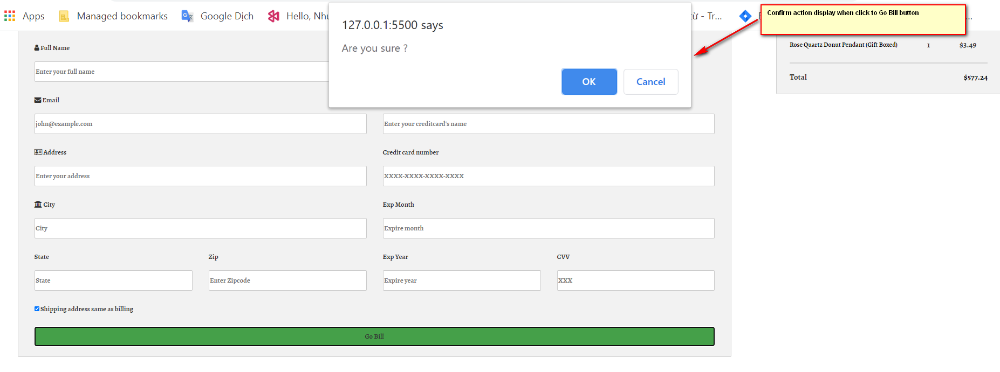 Apps
Managed bookmarks
Google Dịch
Hello, Nhu
từ - Tr...
127.0.0.1:5500 says
Are you sure ?
OK
Cancel
Confirm action display when click to Go Bill button
Rose Quartz Donut Pendant (Gift Boxed) 1 $3.49
Total $577.24
Full Name
Enter your full name
Email
john@example.com
Enter your creditcard's name
Address
Credit card number
Enter your address
XXXX-XXXX-XXXX-XXXX
City
Exp Month
City
Expire month
State
Zip
Exp Year
CVV
State
Enter Zipcode
Expire year
XXX
Shipping address same as billing
Go Bill